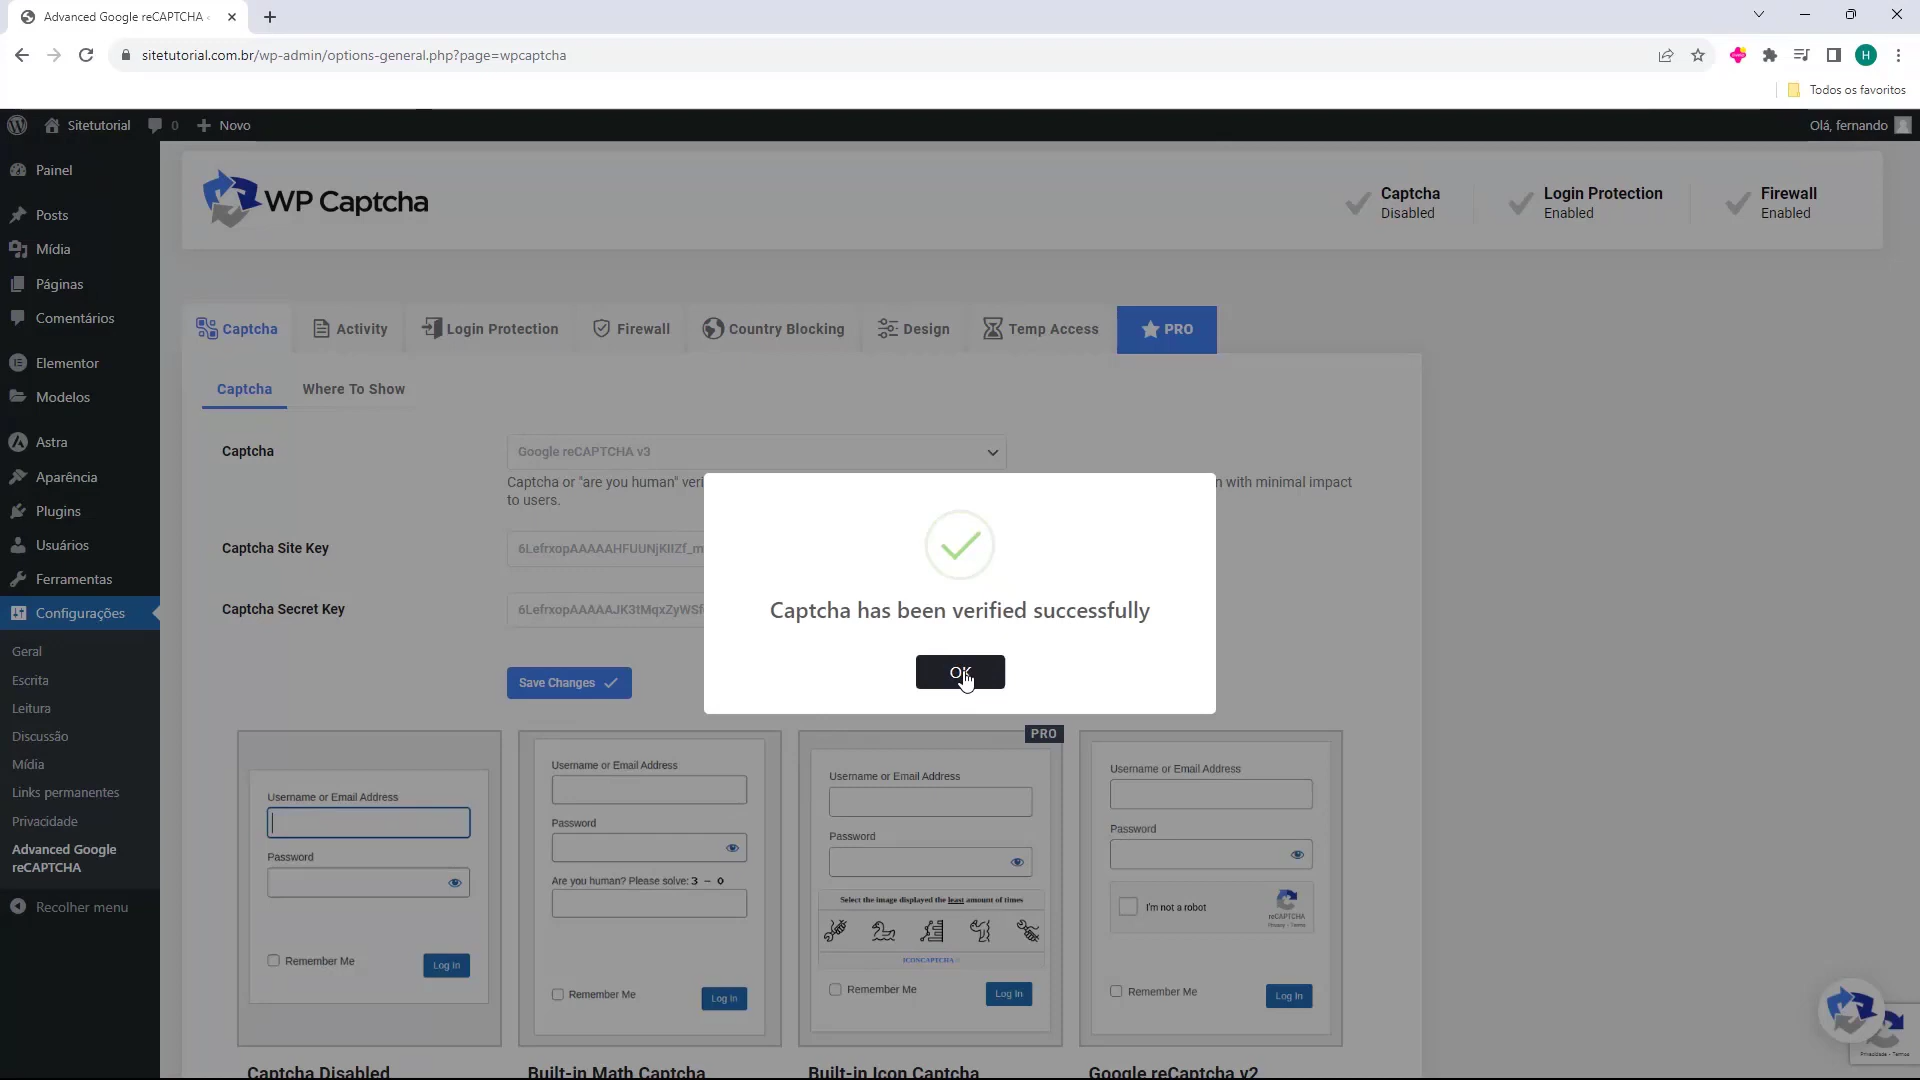 Advanced Google reCAPTCHA
sitetutorial.com.br/wp-admin/options-general.php?page=wpcaptcha
H
Todos os favoritos
Sitetutorial
0
Novo
Olá, fernando
Painel
Posts
Mídia
Páginas
Comentários
Elementor
Modelos
Astra
Aparência
Plugins
Usuários
Ferramentas
Configurações
Geral
Escrita
Leitura
Discussão
Mídia
Links permanentes
Privacidade
Advanced Google
reCAPTCHA
Recolher menu
WP Captcha
Captcha
Disabled
Login Protection
Enabled
Firewall
Enabled
Captcha
Activity
Login Protection
Firewall
Country Blocking
Design
Temp Access
PRO
Captcha
Where To Show
Captcha
Google reCAPTCHA v3
Captcha or "are you human" veri
n with minimal impact
to users.
Captcha Site Key
Captcha Secret Key
Save Changes
Captcha has been verified successfully
OK
Username or Email Address
Password
Remember Me
Log In
Captcha Disabled
Username or Email Address
Password
Are you human? Please solve: 3 − 0
Remember Me
Log In
Built-in Math Captcha
PRO
Username or Email Address
Password
Select the image displayed the least amount of times
ICONCAPTCHA ©
Remember Me
Log In
Built-in Icon Captcha
Username or Email Address
Password
I'm not a robot
reCAPTCHA
Privacy - Terms
Remember Me
Log In
Google reCaptcha v2
Privacidade - Termos